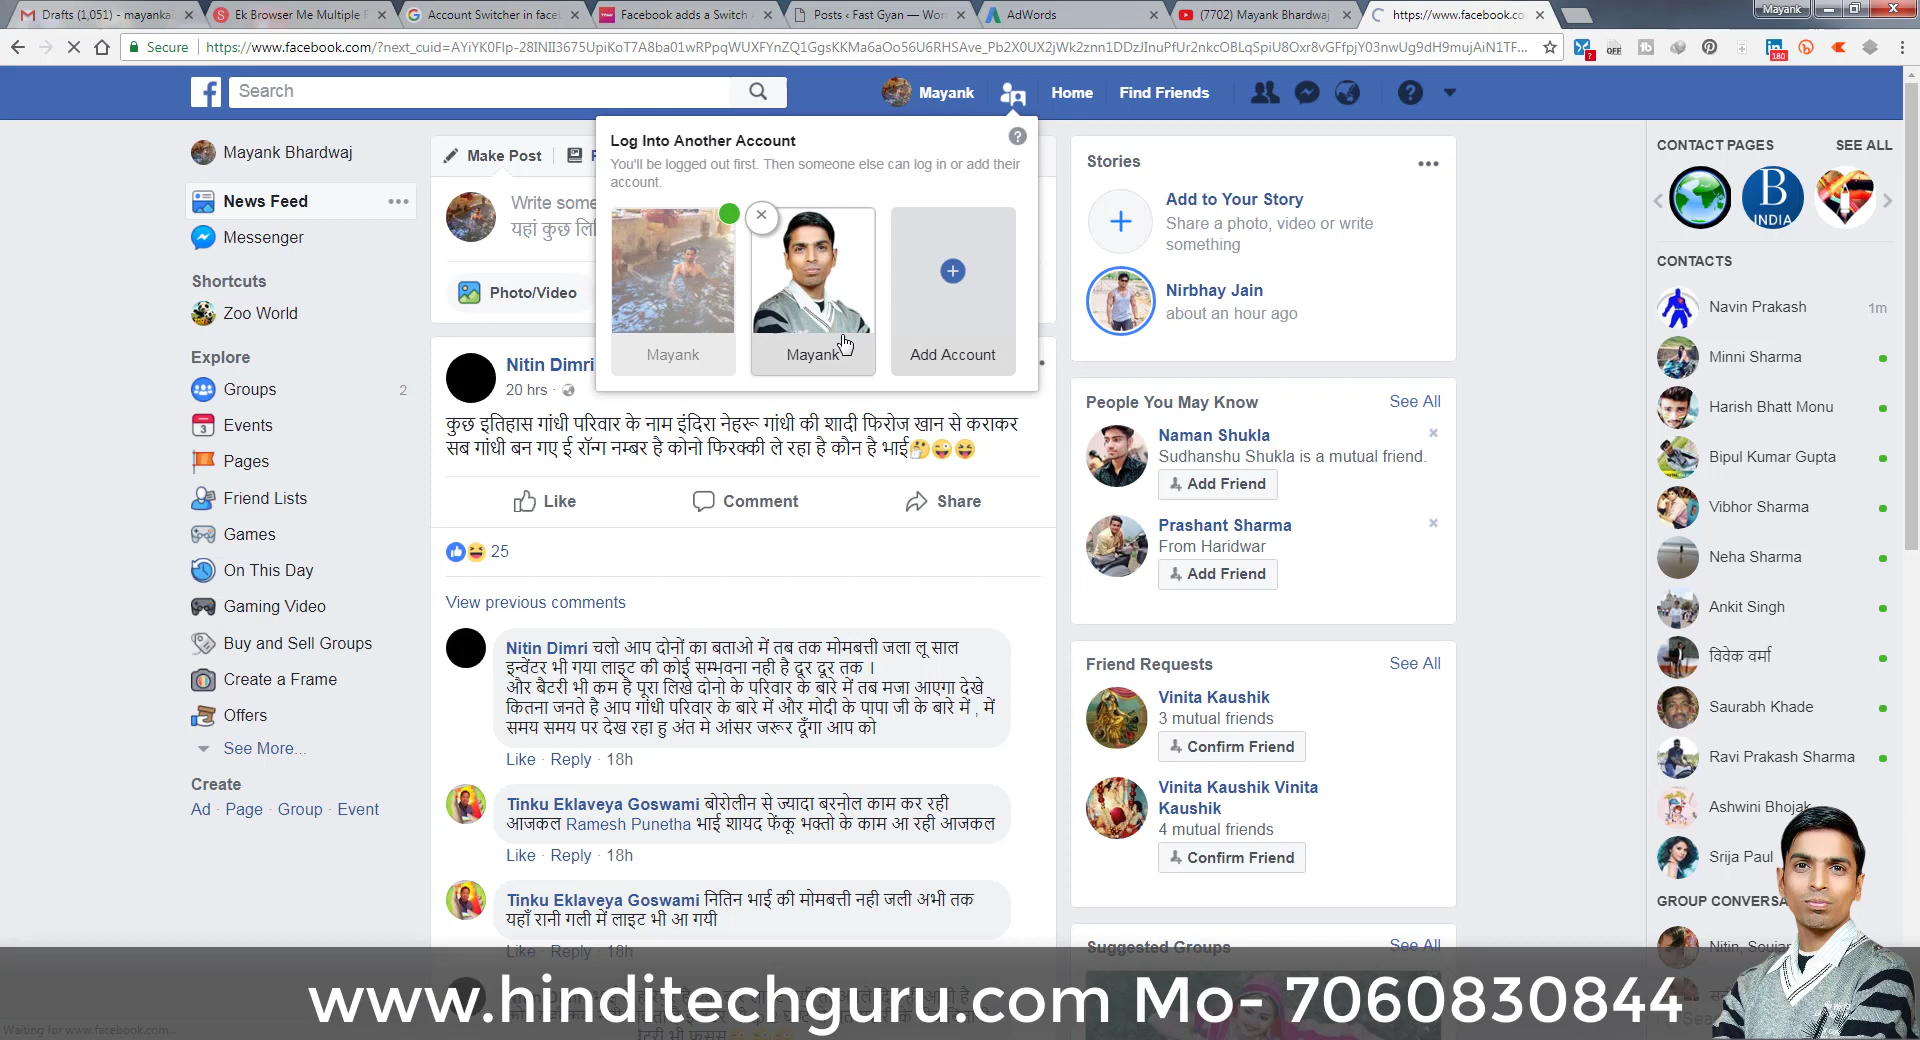 Drafts (1,051) - mayankai
Ek Browser Me Multiple F
Account Switcher in face
Facebook adds a Switch A
Posts ‹ Fast Gyan — Wor
AdWords
(7702) Mayank Bhardwaj
https://www.facebook.co
Mayank
Secure
Search
Mayank
Home
Find Friends
Mayank Bhardwaj
News Feed
Messenger
Shortcuts
Zoo World
Explore
Groups 2
Events
Pages
Friend Lists
Games
On This Day
Gaming Video
Buy and Sell Groups
Create a Frame
Offers
See More...
Create
Ad · Page · Group · Event
Make Post
Write some
यहां कुछ लि
Photo/Video
Log Into Another Account
You'll be logged out first. Then someone else can log in or add their
account.
Mayank
Mayank
Add Account
Nitin Dimri
20 hrs ·
कुछ इतिहास गांधी परिवार के नाम इंदिरा नेहरू गांधी की शादी फिरोज खान से कराकर
सब गांधी बन गए ई रॉन्ग नम्बर है कोनो फिरक्की ले रहा है कौन है भाई🤔😜😝
Like
Comment
Share
25
View previous comments
Nitin Dimri चलो आप दोनों का बताओ में तब तक मोमबत्ती जला लू साल
इन्वेंटर भी गया लाइट की कोई सम्भवना नही है दूर दूर तक ।
और बैटरी भी कम है पूरा लिखे दोनो के परिवार के बारे में तब मजा आएगा देखे
कितना जनते है आप गांधी परिवार के बारे में और मोदी के पापा जी के बारे में , में
समय समय पर देख रहा हु अंत मे आंसर जरूर दूँगा आप को
Like · Reply · 18h
Tinku Eklaveya Goswami बोरोलीन से ज्यादा बरनोल काम कर रही
आजकल Ramesh Punetha भाई शायद फेंकू भक्तो के काम आ रही आजकल
Like · Reply · 18h
Tinku Eklaveya Goswami नितिन भाई की मोमबत्ती नही जली अभी तक
यहाँ रानी गली में लाइट भी आ गयी
Like · Reply · 18h
Stories
Add to Your Story
Share a photo, video or write
something
Nirbhay Jain
about an hour ago
People You May Know See All
Naman Shukla
Sudhanshu Shukla is a mutual friend.
Add Friend
Prashant Sharma
From Haridwar
Add Friend
Friend Requests See All
Vinita Kaushik
3 mutual friends
Confirm Friend
Vinita Kaushik Vinita
Kaushik
4 mutual friends
Confirm Friend
Suggested Groups See All
CONTACT PAGES SEE ALL
B
INDIA
CONTACTS
Navin Prakash 1m
Minni Sharma
Harish Bhatt Monu
Bipul Kumar Gupta
Vibhor Sharma
Neha Sharma
Ankit Singh
विवेक वर्मा
Saurabh Khade
Ravi Prakash Sharma
Ashwini Bhojak
Srija Paul
GROUP CONVERSA
Nitin, Soujan
www.hinditechguru.com Mo- 7060830844
Waiting for www.facebook.com...